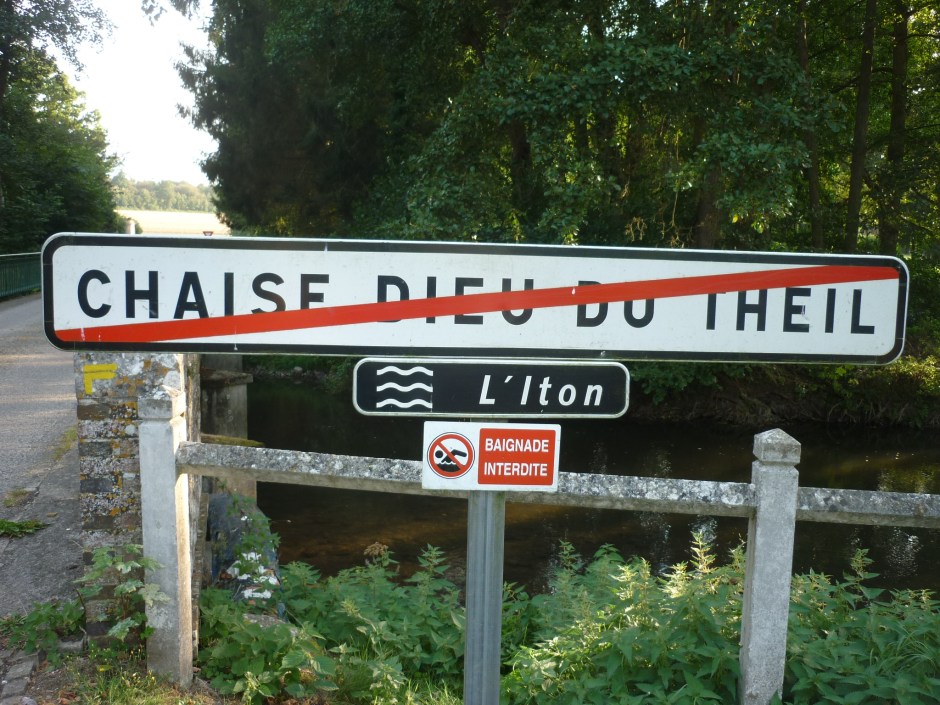 CHAISE DIEU DU THEIL
L'Iton
BAIGNADE
INTERDITE